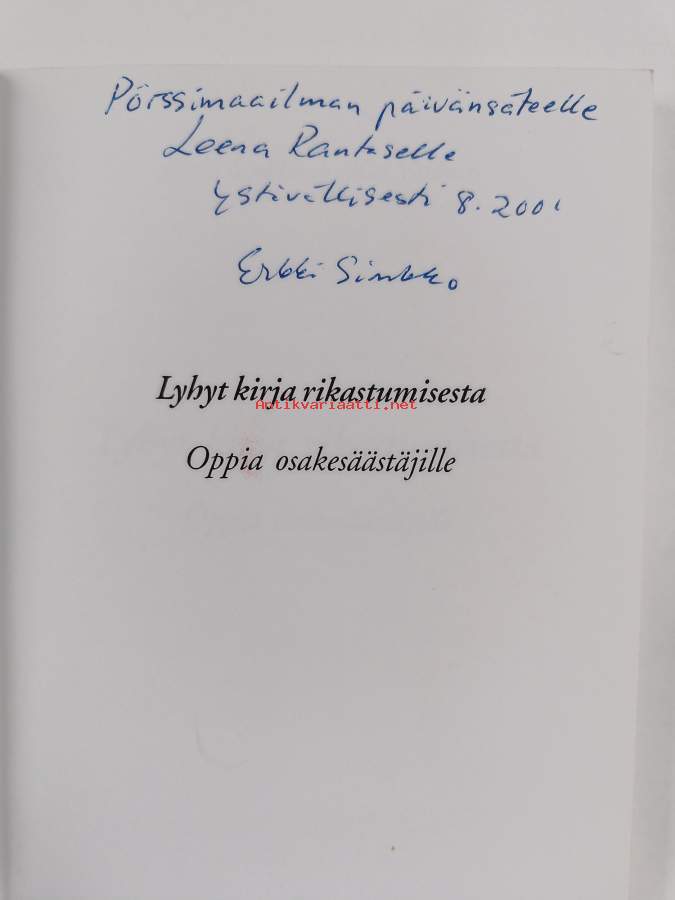 Pörssimaailman päivänsäteelle
Leena Rantaselle
Ystävällisesti 8. 2001
Erkki Sinkko
Lyhyt kirja rikastumisesta
Antikvariaatti.net
Oppia osakesäästäjille